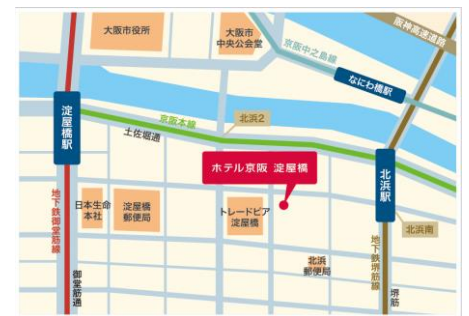 大阪市役所
大阪市
中央公会堂
阪神高速道路
京阪中之島線
なにわ橋駅
淀屋橋駅
京阪本線
土佐堀通
北浜2
ホテル京阪 淀屋橋
北浜駅
日本生命
本社
淀屋橋
郵便局
トレードピア
淀屋橋
北浜南
地下鉄御堂筋線
地下鉄堺筋線
北浜
郵便局
御堂筋通
堺筋